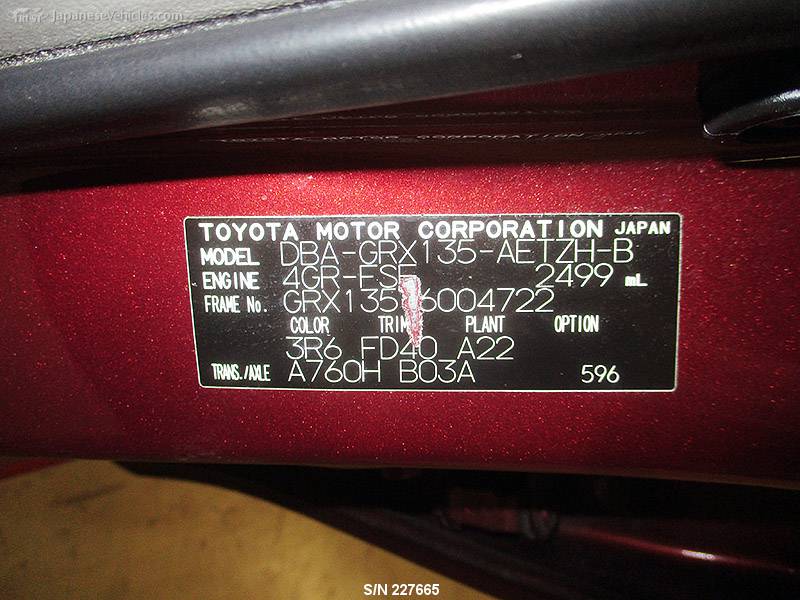 JapaneseVehicles.com
TOYOTA MOTOR CORPORATION JAPAN
MODEL DBA-GRX135-AETZH-B
ENGINE 4GR-FSE 2499 mL
FRAME No. GRX135-6004722
COLOR TRIM PLANT OPTION
3R6 FD40 A22
TRANS./AXLE A760H B03A 596
S/N 227665